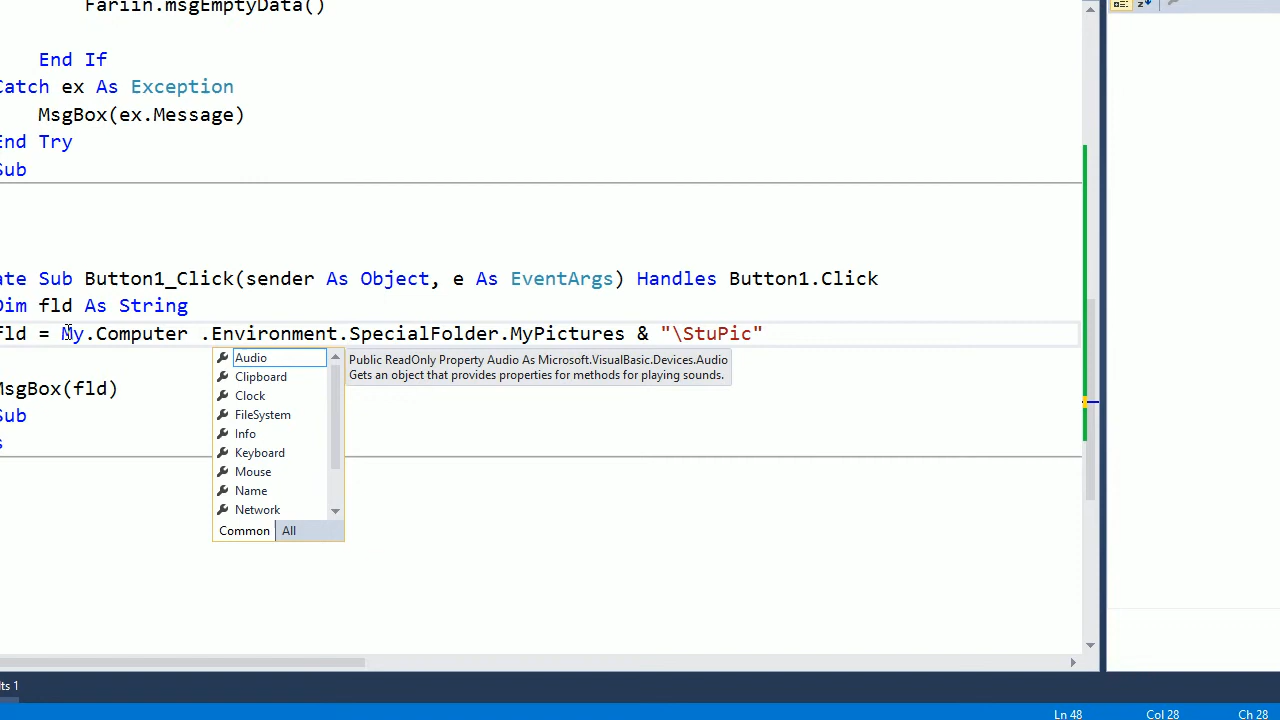 Fariin.msgEmptyData()
End If
Catch ex As Exception
MsgBox(ex.Message)
End Try
Sub
ate Sub Button1_Click(sender As Object, e As EventArgs) Handles Button1.Click
Dim fld As String
fld = My.Computer .Environment.SpecialFolder.MyPictures & "\StuPic"
Audio
Public ReadOnly Property Audio As Microsoft.VisualBasic.Devices.Audio
Gets an object that provides properties for methods for playing sounds.
Clipboard
MsgBox(fld)
Clock
FileSystem
Sub
Info
s
Keyboard
Mouse
Name
Network
Common All
lts 1
Ln 48 Col 28 Ch 28